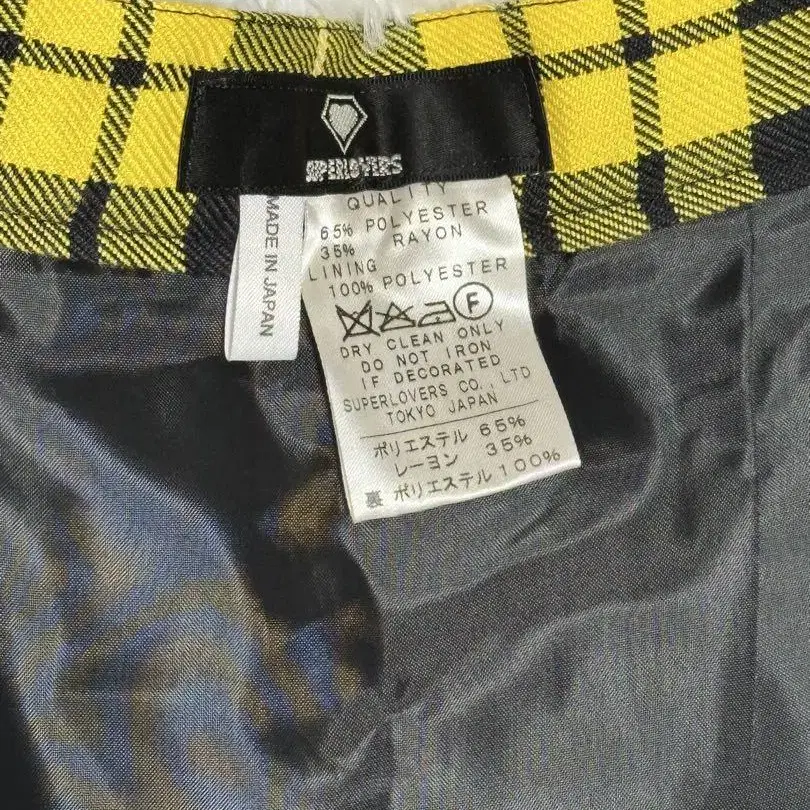 SUPERLOVERS
MADE IN JAPAN
QUALITY
65% POLYESTER
35% RAYON
LINING
100% POLYESTER
F
DRY CLEAN ONLY
DO NOT IRON
IF DECORATED
SUPERLOVERS CO., LTD
TOKYO JAPAN
ポリエステル 65%
レーヨン 35%
裏 ポリエステル 100%